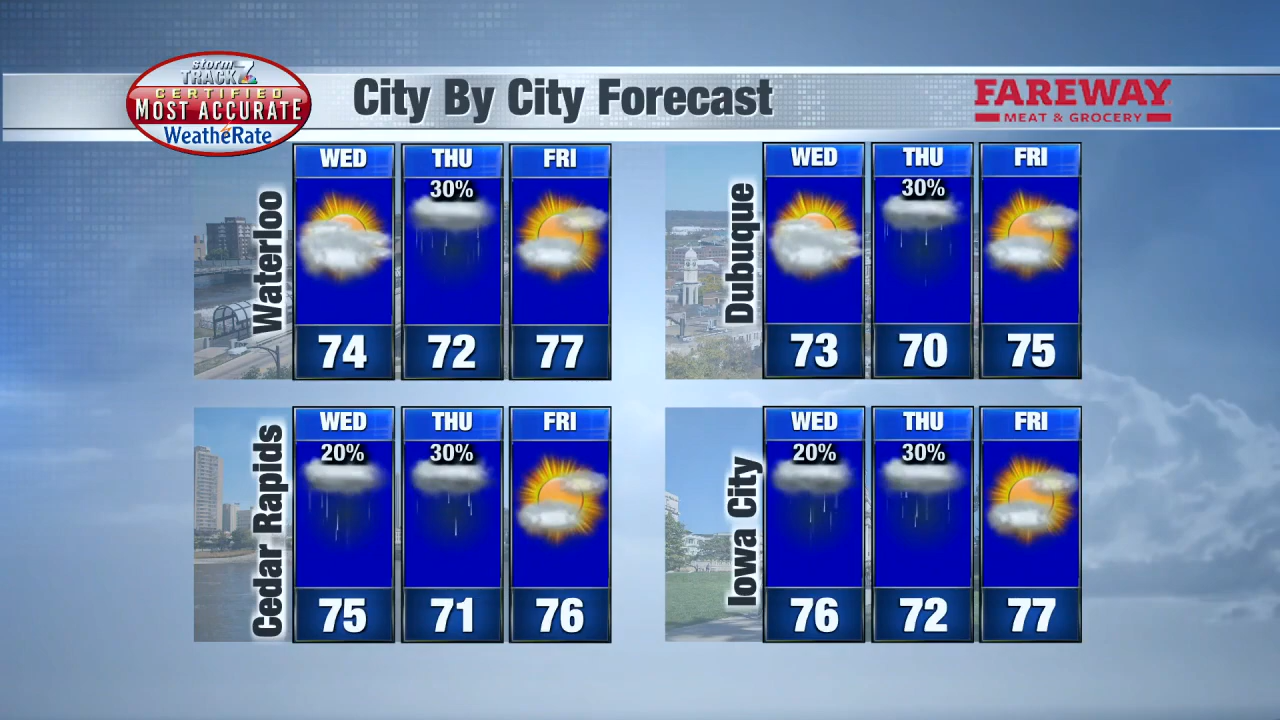 storm
TRACK 7
CERTIFIED
MOST ACCURATE
WeatheRate
City By City Forecast
FAREWAY
MEAT & GROCERY
Waterloo
WED THU FRI
30%
74 72 77
Dubuque
WED THU FRI
30%
73 70 75
Cedar Rapids
WED THU FRI
20% 30%
75 71 76
Iowa City
WED THU FRI
20% 30%
76 72 77